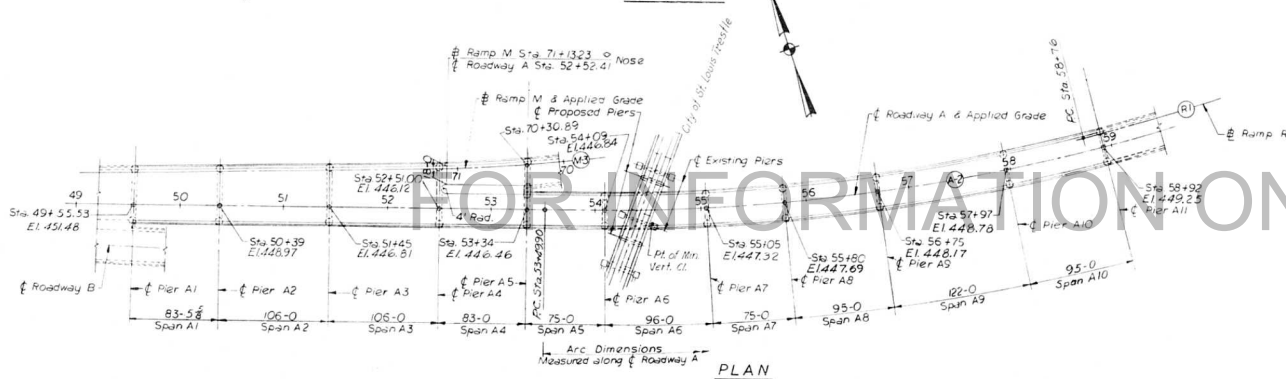 ℄ Ramp M Sta. 71+13.23 @ Nose
℄ Roadway A Sta. 52+52.41
City of St. Louis Trestle
PC Sta. 58+76
℄ Ramp M & Applied Grade
℄ Proposed Piers
Sta. 70+30.89
Sta. 54+09
El. 446.84
M3
℄ Existing Piers
℄ Roadway A & Applied Grade
R1
℄ Ramp R
FOR INFORMATION ON
49
50
51
52
53
54
55
56
57
58
59
70
71
A-2
Sta. 49+55.53
El. 451.48
Sta. 50+39
El. 448.97
Sta. 51+45
El. 446.81
Sta. 52+51.00
El. 446.12
4' Rad.
Sta. 53+34
El. 446.46
PC Sta. 53+49.90
Pt. of Min.
Vert. Cl.
Sta. 55+05
El. 447.32
Sta. 55+80
El. 447.69
Sta. 56+75
El. 448.17
Sta. 57+97
El. 448.78
Sta. 58+92
El. 449.25
℄ Roadway B
℄ Pier A1
℄ Pier A2
℄ Pier A3
℄ Pier A4
℄ Pier A5
℄ Pier A6
℄ Pier A7
℄ Pier A8
℄ Pier A9
℄ Pier A10
℄ Pier A11
83-5⅝
Span A1
106-0
Span A2
106-0
Span A3
83-0
Span A4
75-0
Span A5
96-0
Span A6
75-0
Span A7
95-0
Span A8
122-0
Span A9
95-0
Span A10
Arc Dimensions
Measured along ℄ Roadway A
PLAN